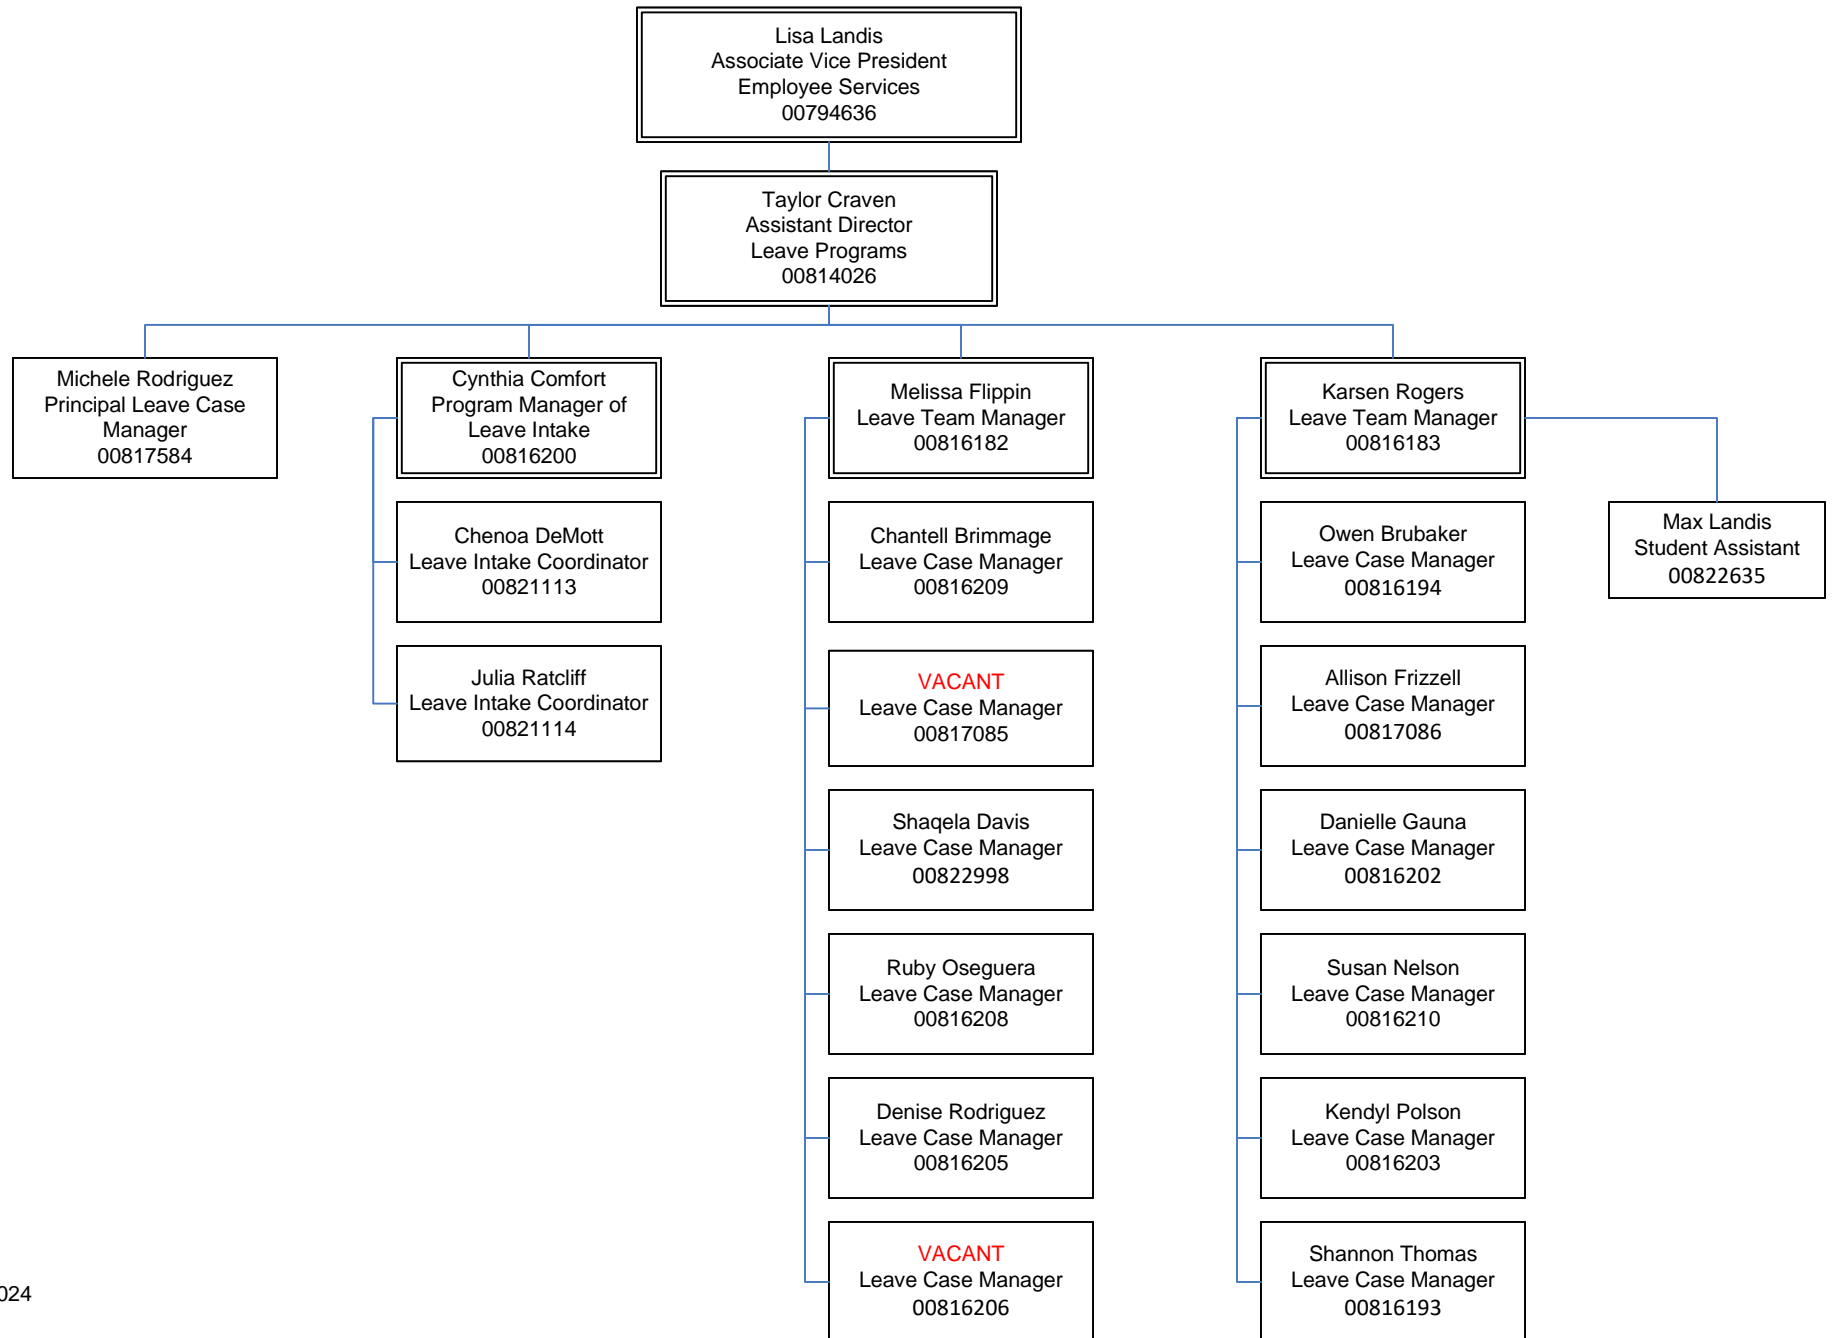 Lisa Landis
Associate Vice President
Employee Services
00794636
Taylor Craven
Assistant Director
Leave Programs
00814026
Michele Rodriguez
Principal Leave Case
Manager
00817584
Cynthia Comfort
Program Manager of
Leave Intake
00816200
Chenoa DeMott
Leave Intake Coordinator
00821113
Julia Ratcliff
Leave Intake Coordinator
00821114
Melissa Flippin
Leave Team Manager
00816182
Chantell Brimmage
Leave Case Manager
00816209
VACANT
Leave Case Manager
00817085
Shaqela Davis
Leave Case Manager
00822998
Ruby Oseguera
Leave Case Manager
00816208
Denise Rodriguez
Leave Case Manager
00816205
VACANT
Leave Case Manager
00816206
Karsen Rogers
Leave Team Manager
00816183
Owen Brubaker
Leave Case Manager
00816194
Allison Frizzell
Leave Case Manager
00817086
Danielle Gauna
Leave Case Manager
00816202
Susan Nelson
Leave Case Manager
00816210
Kendyl Polson
Leave Case Manager
00816203
Shannon Thomas
Leave Case Manager
00816193
Max Landis
Student Assistant
00822635
024